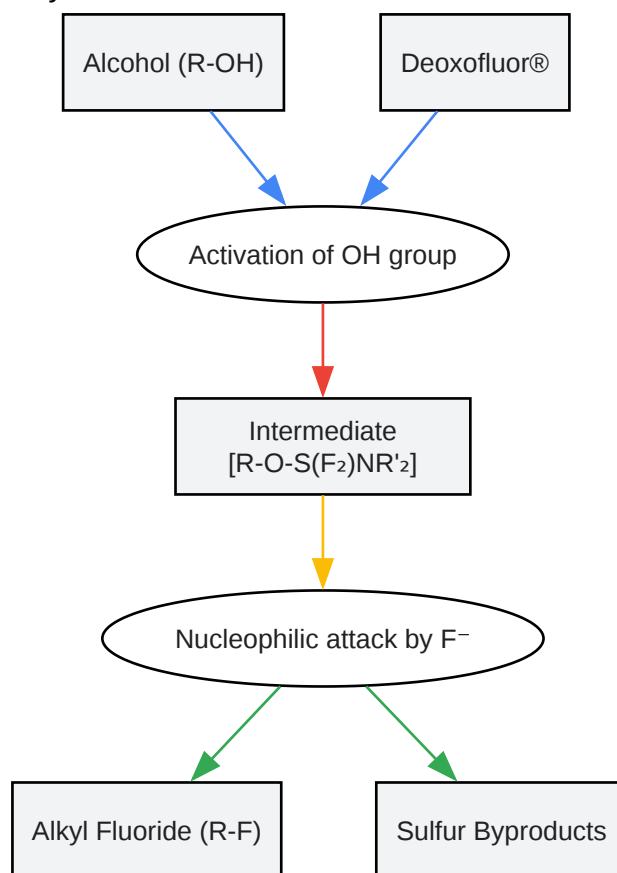 Alcohol (R-OH)
Deoxofluor®
Activation of OH group
Intermediate
[R-O-S(F₂)NR'₂]
Nucleophilic attack by F⁻
Alkyl Fluoride (R-F)
Sulfur Byproducts